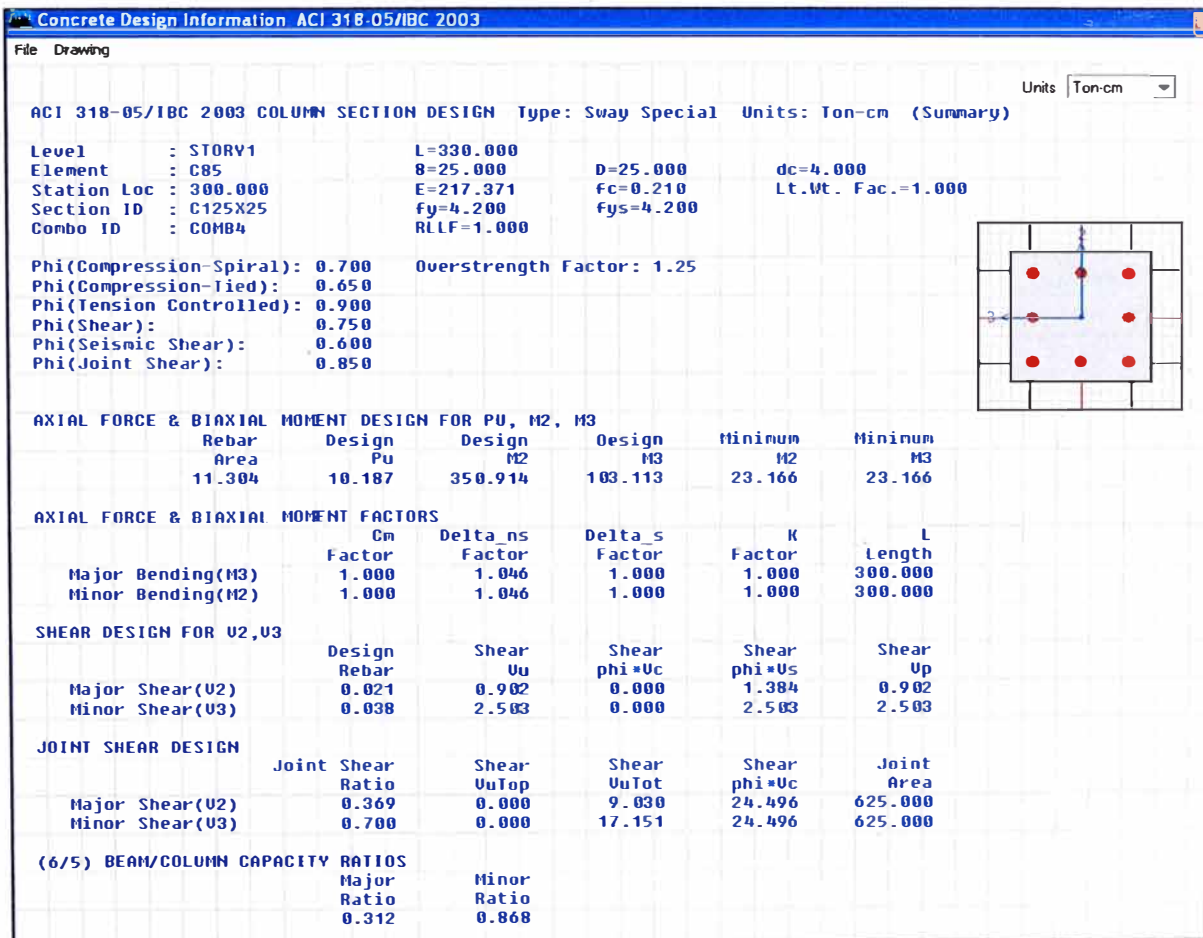 Concrete Design Information ACI 318-05/IBC 2003
File Drawing
Units Ton-cm
ACI 318-05/IBC 2003 COLUMN SECTION DESIGN Type: Sway Special Units: Ton-cm (Summary)
Level : STORY1 L=330.000
Element : C85 B=25.000 D=25.000 dc=4.000
Station Loc : 300.000 E=217.371 fc=0.210 Lt.Wt. Fac.=1.000
Section ID : C125X25 fy=4.200 fys=4.200
Combo ID : COMB4 RLLF=1.000
Phi(Compression-Spiral): 0.700 Overstrength Factor: 1.25
Phi(Compression-Tied): 0.650
Phi(Tension Controlled): 0.900
Phi(Shear): 0.750
Phi(Seismic Shear): 0.600
Phi(Joint Shear): 0.850
2
3
AXIAL FORCE & BIAXIAL MOMENT DESIGN FOR PU, M2, M3
Rebar Design Design Design Minimum Minimum
Area Pu M2 M3 M2 M3
11.304 10.187 350.914 103.113 23.166 23.166
AXIAL FORCE & BIAXIAL MOMENT FACTORS
Cm Delta_ns Delta_s K L
Factor Factor Factor Factor Length
Major Bending(M3) 1.000 1.046 1.000 1.000 300.000
Minor Bending(M2) 1.000 1.046 1.000 1.000 300.000
SHEAR DESIGN FOR V2,V3
Design Shear Shear Shear Shear
Rebar Vu phi*Vc phi*Vs Vp
Major Shear(V2) 0.021 0.902 0.000 1.384 0.902
Minor Shear(V3) 0.038 2.503 0.000 2.503 2.503
JOINT SHEAR DESIGN
Joint Shear Shear Shear Shear Joint
Ratio VuTop VuTot phi*Vc Area
Major Shear(V2) 0.369 0.000 9.030 24.496 625.000
Minor Shear(V3) 0.700 0.000 17.151 24.496 625.000
(6/5) BEAM/COLUMN CAPACITY RATIOS
Major Minor
Ratio Ratio
0.312 0.868